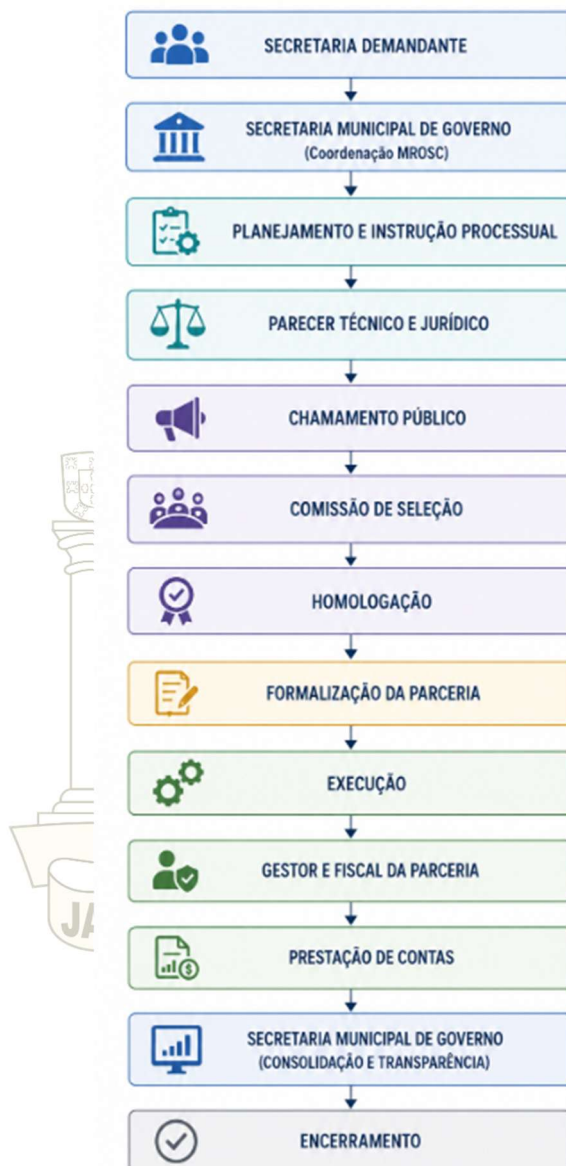 SECRETARIA DEMANDANTE
SECRETARIA MUNICIPAL DE GOVERNO
(Coordenação MROSC)
PLANEJAMENTO E INSTRUÇÃO PROCESSUAL
PARECER TÉCNICO E JURÍDICO
CHAMAMENTO PÚBLICO
COMISSÃO DE SELEÇÃO
HOMOLOGAÇÃO
FORMALIZAÇÃO DA PARCERIA
EXECUÇÃO
GESTOR E FISCAL DA PARCERIA
JA
PRESTAÇÃO DE CONTAS
SECRETARIA MUNICIPAL DE GOVERNO
(CONSOLIDAÇÃO E TRANSPARÊNCIA)
ENCERRAMENTO